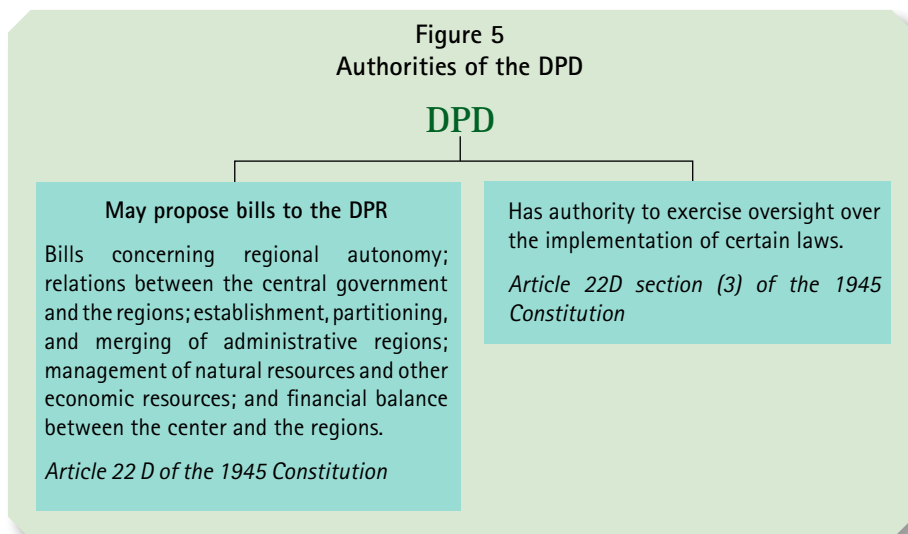 Figure 5
Authorities of the DPD
DPD
May propose bills to the DPR
Bills concerning regional autonomy;
relations between the central government
and the regions; establishment, partitioning,
and merging of administrative regions;
management of natural resources and other
economic resources; and financial balance
between the center and the regions.
Article 22 D of the 1945 Constitution
Has authority to exercise oversight over
the implementation of certain laws.
Article 22D section (3) of the 1945
Constitution